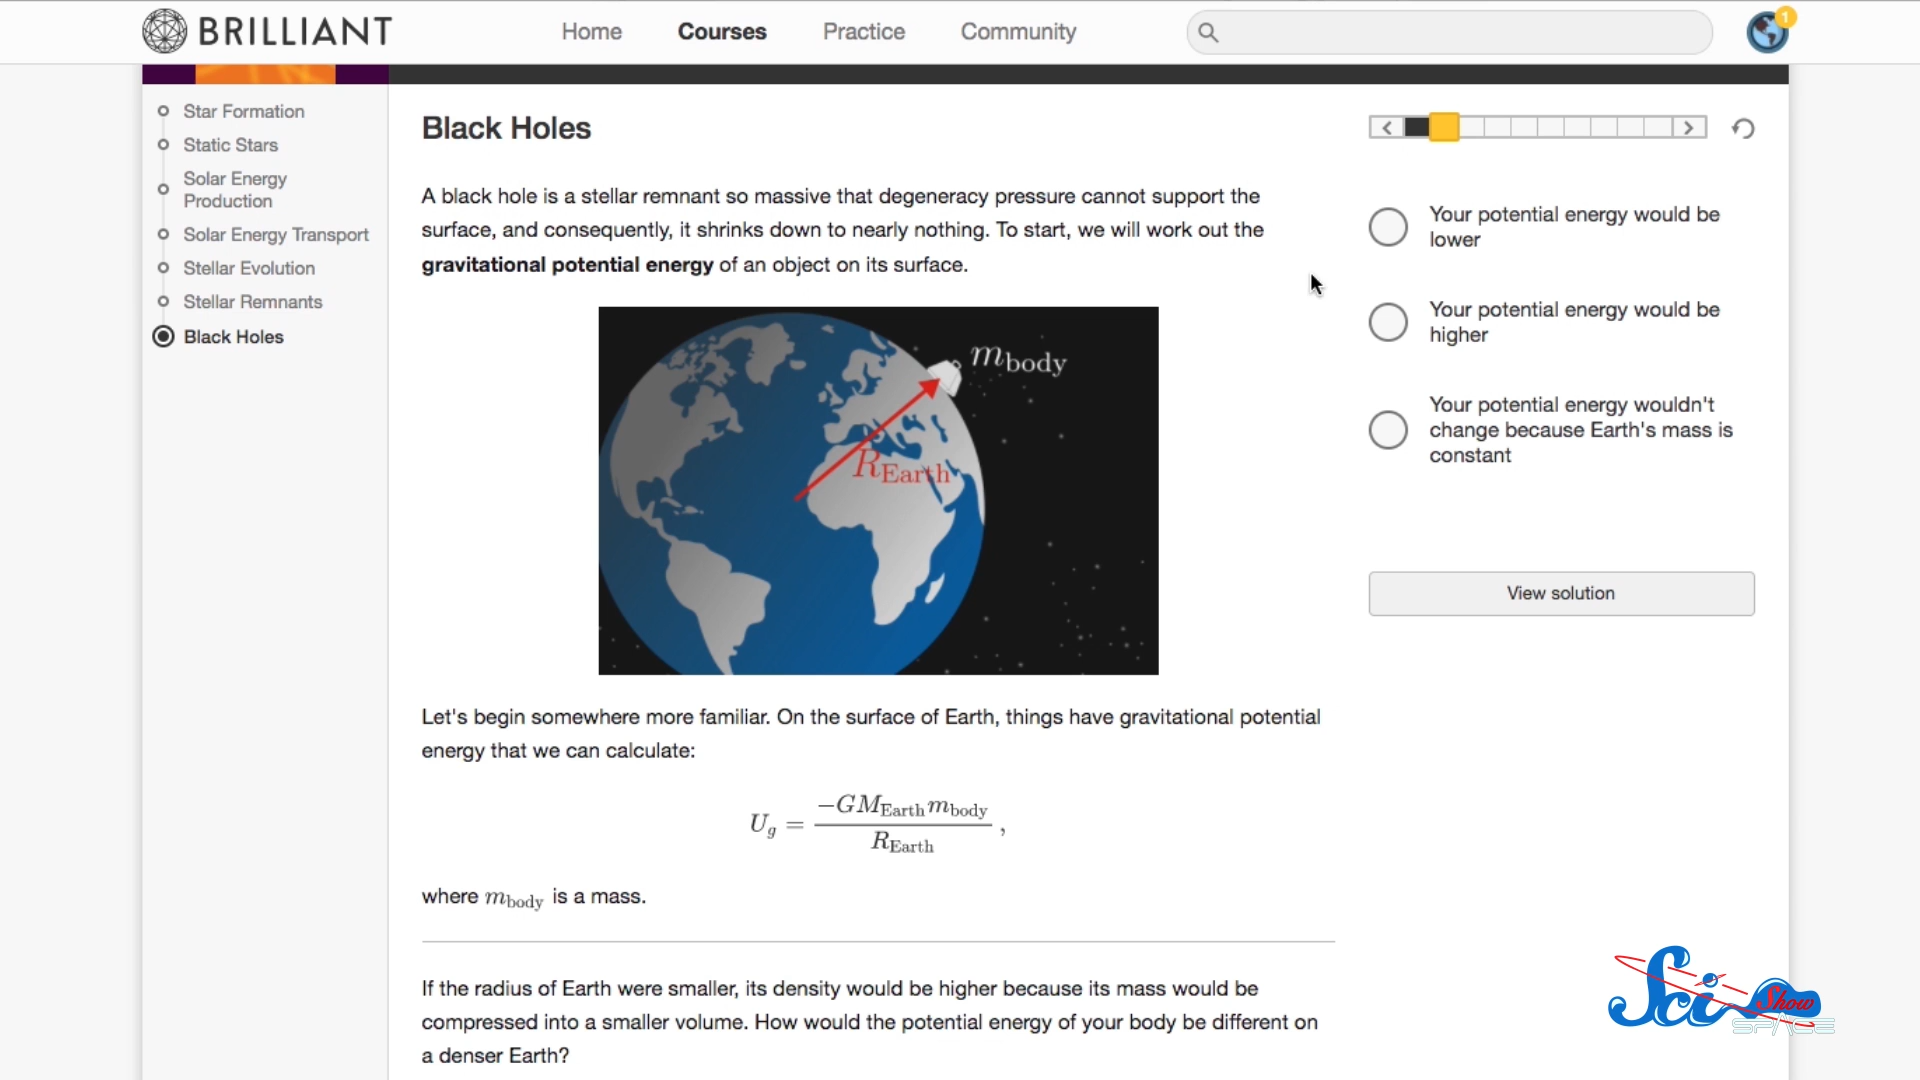 BRILLIANT
Home
Courses
Practice
Community
1
Star Formation
Static Stars
Solar Energy
Production
Solar Energy Transport
Stellar Evolution
Stellar Remnants
Black Holes
Black Holes
A black hole is a stellar remnant so massive that degeneracy pressure cannot support the
surface, and consequently, it shrinks down to nearly nothing. To start, we will work out the
gravitational potential energy of an object on its surface.
m_body
R_Earth
Let's begin somewhere more familiar. On the surface of Earth, things have gravitational potential
energy that we can calculate:
U_g = −GM_Earth m_body / R_Earth ,
where m_body is a mass.
If the radius of Earth were smaller, its density would be higher because its mass would be
compressed into a smaller volume. How would the potential energy of your body be different on
a denser Earth?
Your potential energy would be
lower
Your potential energy would be
higher
Your potential energy wouldn't
change because Earth's mass is
constant
View solution
Sci Show
SPACE